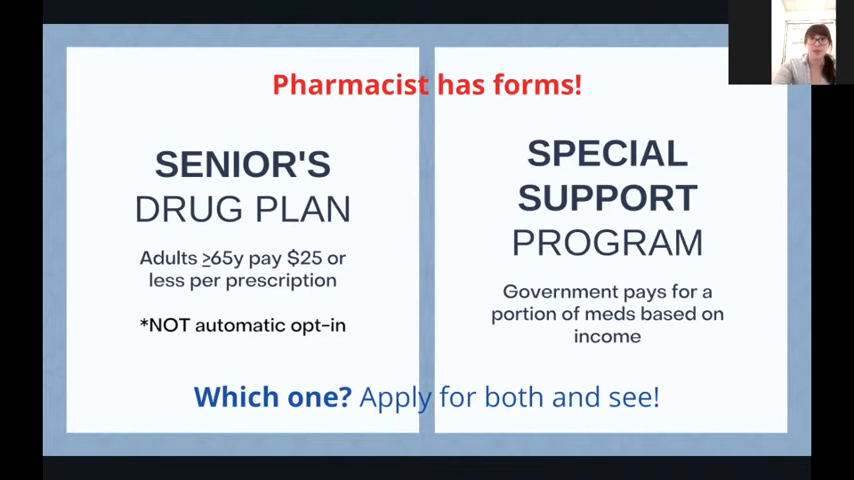 Pharmacist has forms!
SENIOR'S
DRUG PLAN
Adults ≥65y pay $25 or
less per prescription
*NOT automatic opt-in
SPECIAL
SUPPORT
PROGRAM
Government pays for a
portion of meds based on
income
Which one? Apply for both and see!